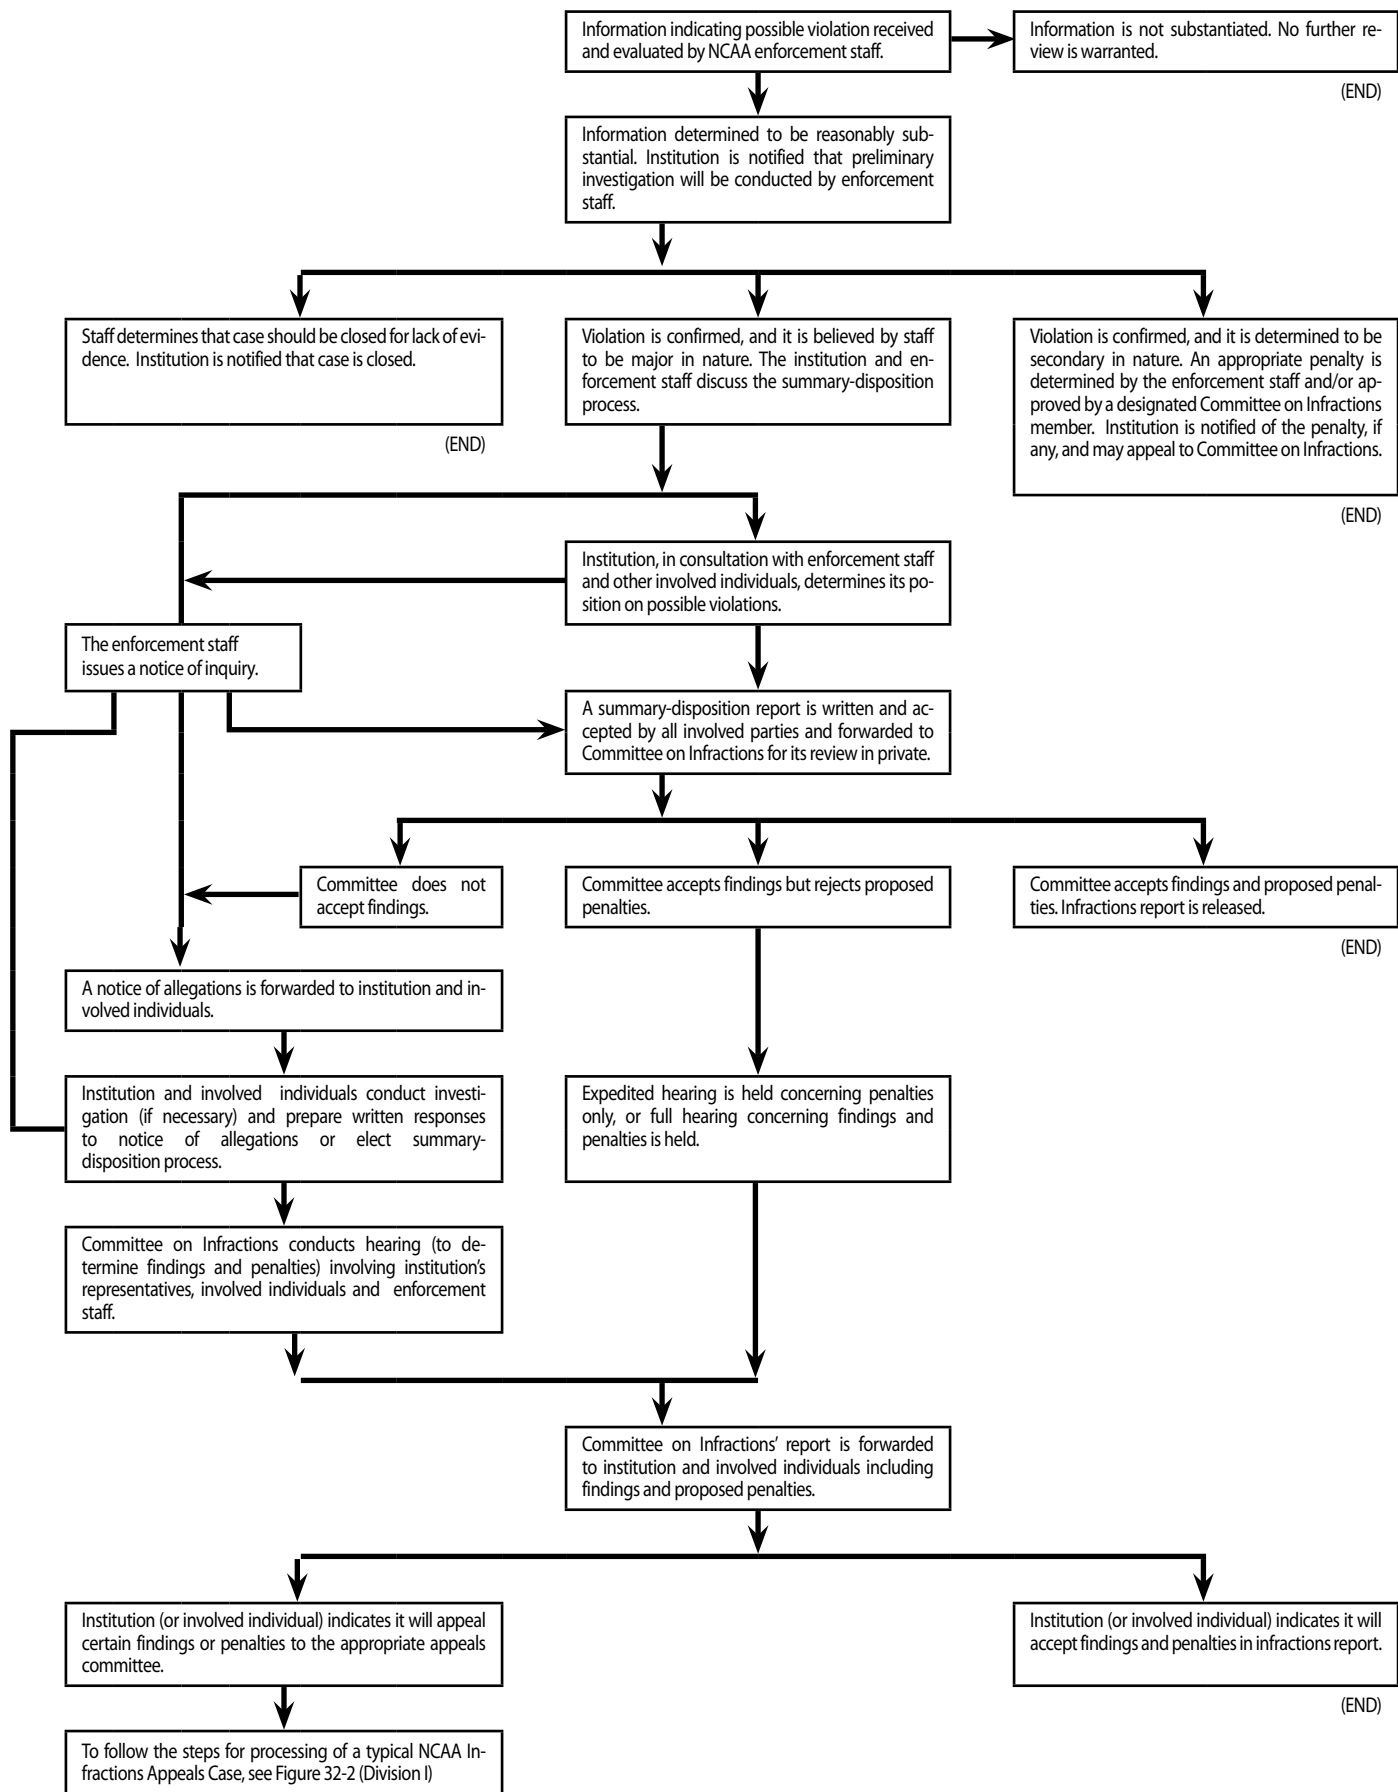 Information indicating possible violation received
and evaluated by NCAA enforcement staff.
Information is not substantiated. No further re-
view is warranted.
(END)
Information determined to be reasonably sub-
stantial. Institution is notified that preliminary
investigation will be conducted by enforcement
staff.
Staff determines that case should be closed for lack of evi-
dence. Institution is notified that case is closed.
(END)
Violation is confirmed, and it is believed by staff
to be major in nature. The institution and en-
forcement staff discuss the summary-disposition
process.
Violation is confirmed, and it is determined to be
secondary in nature. An appropriate penalty is
determined by the enforcement staff and/or ap-
proved by a designated Committee on Infractions
member. Institution is notified of the penalty, if
any, and may appeal to Committee on Infractions.
(END)
Institution, in consultation with enforcement staff
and other involved individuals, determines its po-
sition on possible violations.
The enforcement staff
issues a notice of inquiry.
A summary-disposition report is written and ac-
cepted by all involved parties and forwarded to
Committee on Infractions for its review in private.
Committee does not
accept findings.
Committee accepts findings but rejects proposed
penalties.
Committee accepts findings and proposed penal-
ties. Infractions report is released.
(END)
A notice of allegations is forwarded to institution and in-
volved individuals.
Institution and involved individuals conduct investi-
gation (if necessary) and prepare written responses
to notice of allegations or elect summary-
disposition process.
Expedited hearing is held concerning penalties
only, or full hearing concerning findings and
penalties is held.
Committee on Infractions conducts hearing (to de-
termine findings and penalties) involving institution's
representatives, involved individuals and enforcement
staff.
Committee on Infractions' report is forwarded
to institution and involved individuals including
findings and proposed penalties.
Institution (or involved individual) indicates it will appeal
certain findings or penalties to the appropriate appeals
committee.
Institution (or involved individual) indicates it will
accept findings and penalties in infractions report.
(END)
To follow the steps for processing of a typical NCAA In-
fractions Appeals Case, see Figure 32-2 (Division I)